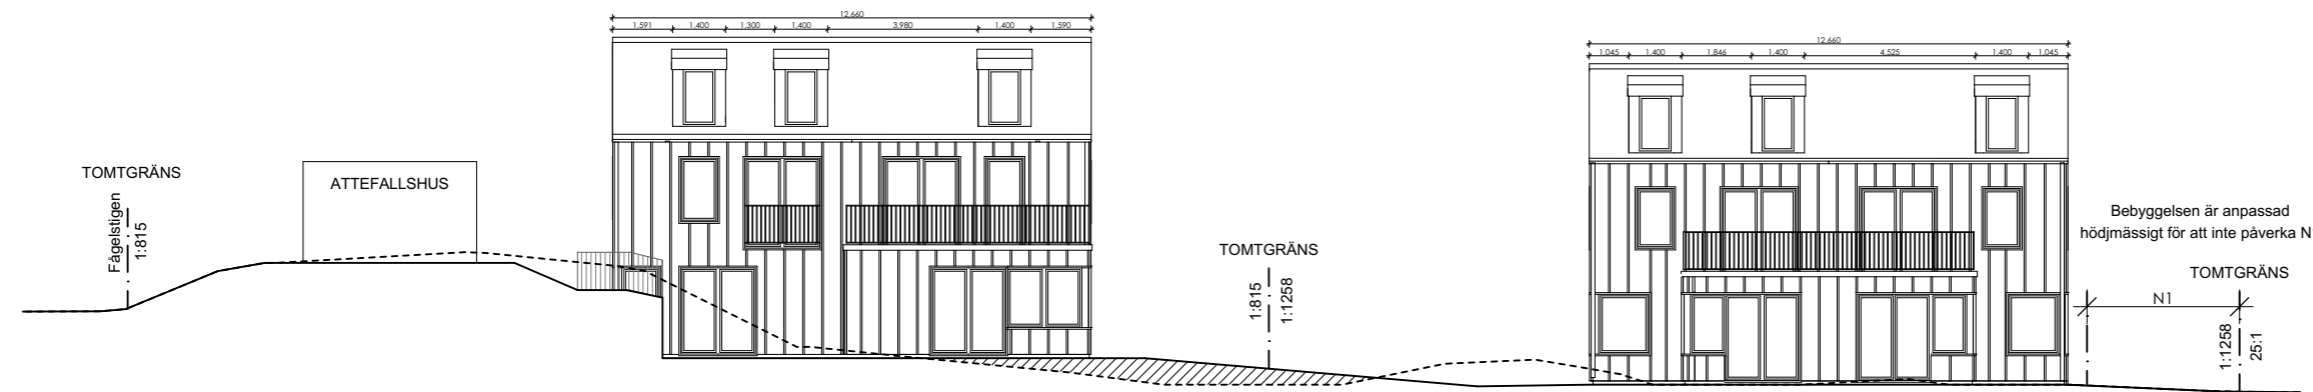 12.660
1.591 1.400 1.300 1.400 3.980 1.400 1.590
12.660
1.045 1.400 1.846 1.400 4.525 1.400 1.045
TOMTGRÄNS
Fågelstigen
1:815
ATTEFALLSHUS
TOMTGRÄNS
1:815
1:1258
Bebyggelsen är anpassad
hödjmässigt för att inte påverka N
TOMTGRÄNS
N1
1:1258
25:1